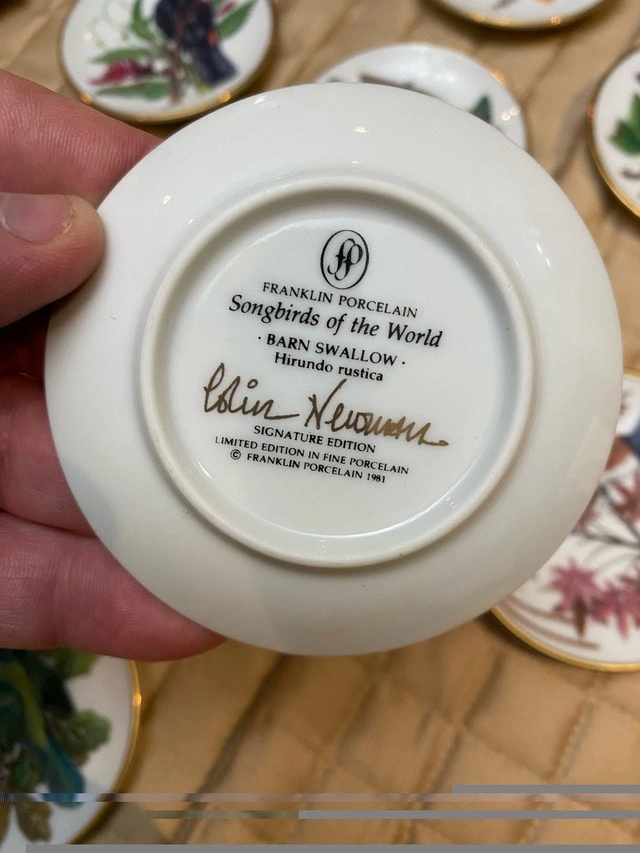 fp
FRANKLIN PORCELAIN
Songbirds of the World
· BARN SWALLOW ·
Hirundo rustica
Colin Newman
SIGNATURE EDITION
LIMITED EDITION IN FINE PORCELAIN
© FRANKLIN PORCELAIN 1981